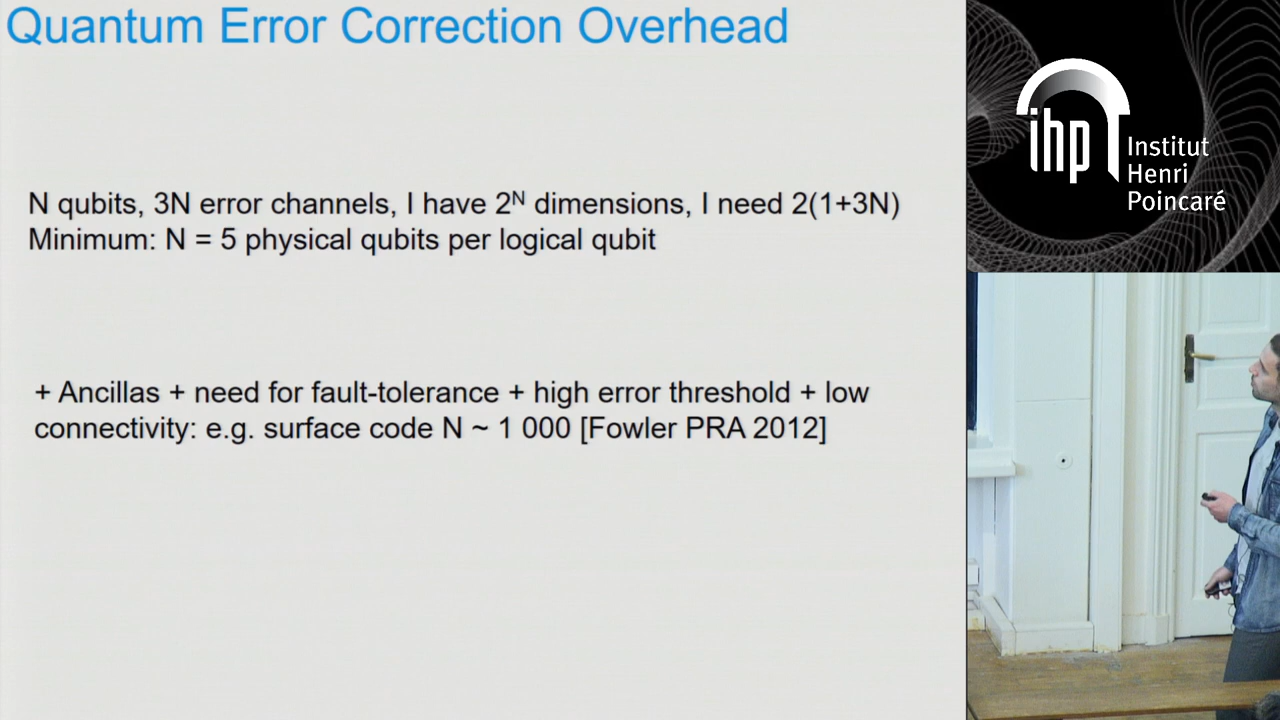 Quantum Error Correction Overhead
N qubits, 3N error channels, I have 2ᴺ dimensions, I need 2(1+3N)
Minimum: N = 5 physical qubits per logical qubit
+ Ancillas + need for fault-tolerance + high error threshold + low
connectivity: e.g. surface code N ~ 1 000 [Fowler PRA 2012]
ihp
Institut
Henri
Poincaré